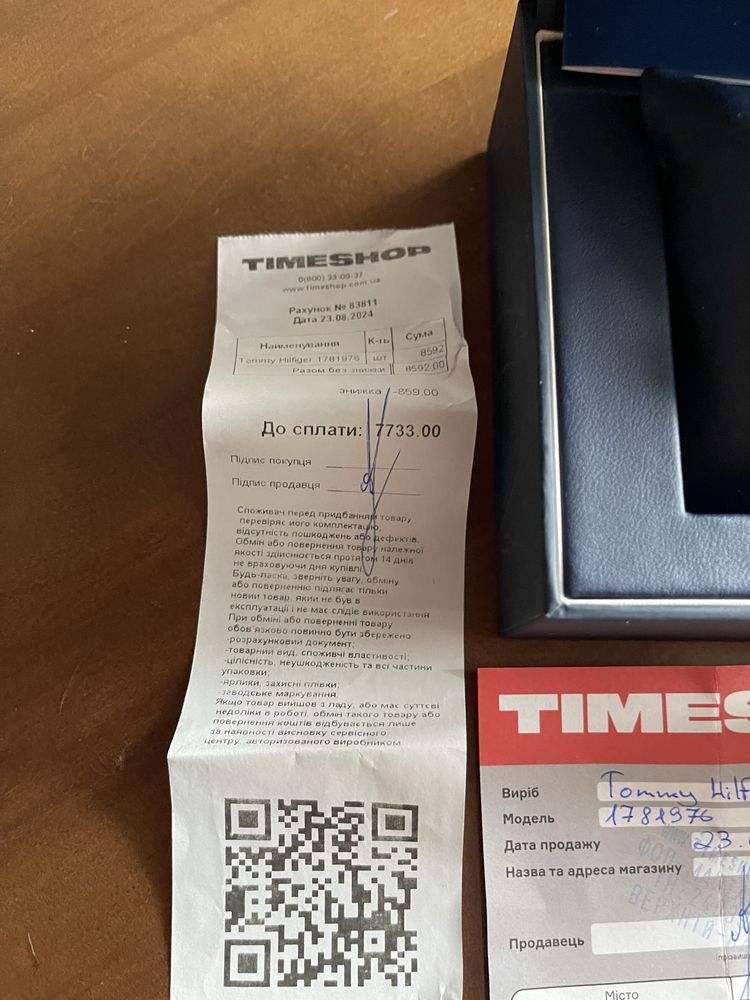 TIMESHOP
0(800) 33-09-37
www.timeshop.com.ua
Рахунок № 83811
Дата 23.08.2024
Найменування К-ть Сума
Tommy Hilfiger 1781976 шт 8592
Разом без знижки: 8592.00
знижка -859.00
До сплати: 7733.00
Підпис покупця
Підпис продавця
Споживач перед придбанням товару
перевіряє його комплектацію,
відсутність пошкоджень або дефектів.
Обмін або повернення товару належної
якості здійснюється протягом 14 днів
не враховуючи дня купівлі.
Будь-ласка, зверніть увагу, обміну
або поверненню підлягає тільки
новий товар, який не був в
експлуатації і не має слідів використання
При обміні або поверненні товару
обов'язково повинно бути збережено:
-розрахунковий документ;
-товарний вид, споживчі властивості;
-цілісність, неушкодженість та всі частини
упаковки;
-ярлики, захисні плівки;
-заводське маркування.
Якщо товар вийшов з ладу, або має суттєві
недоліки в роботі, обмін такого товару або
повернення коштів відбувається лише
за наявності висновку сервісного
центру, авторизованого виробником
TIMES
Виріб Tommy Hilf
Модель 1781976
Дата продажу 23.
Назва та адреса магазину
Продавець
Місто